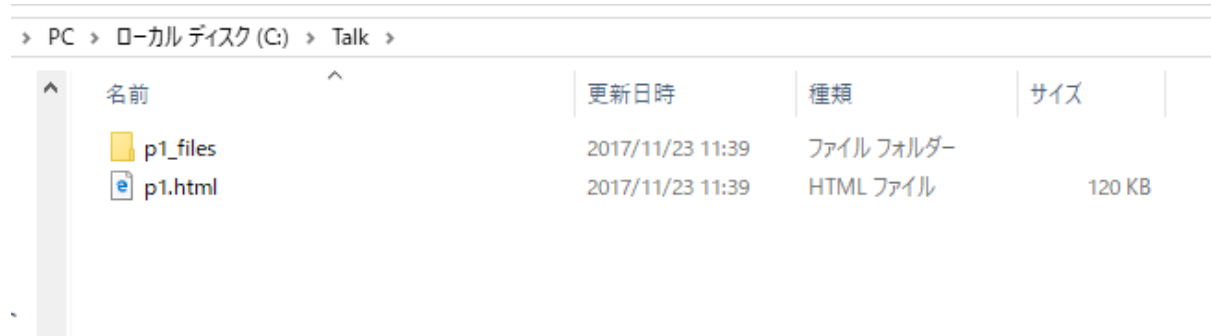 PC > ローカル ディスク (C:) > Talk >
名前 更新日時 種類 サイズ
p1_files 2017/11/23 11:39 ファイル フォルダー
p1.html 2017/11/23 11:39 HTML ファイル 120 KB